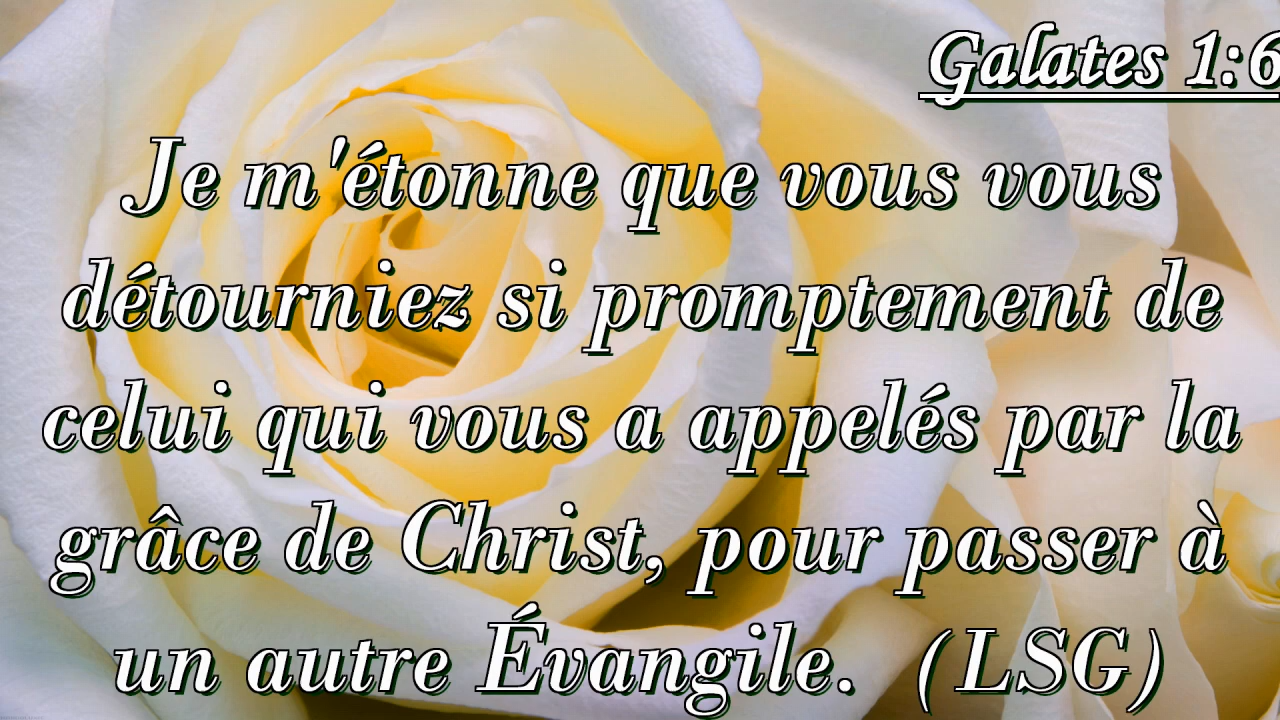 Galates 1:6
Je m'étonne que vous vous
détourniez si promptement de
celui qui vous a appelés par la
grâce de Christ, pour passer à
un autre Évangile. (LSG)